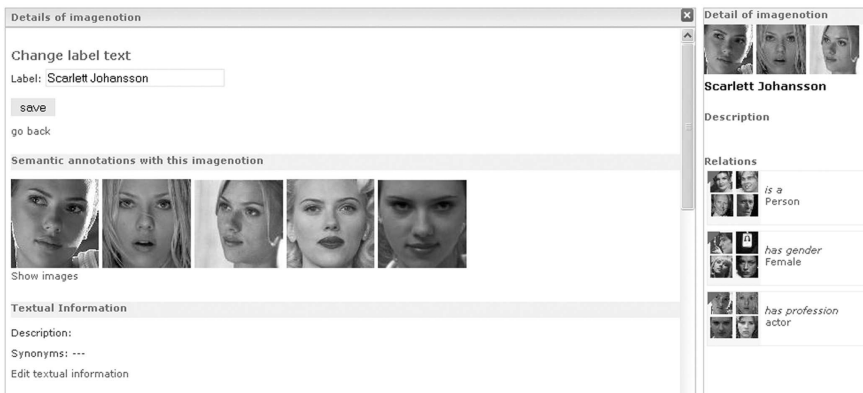 Details of imagenotion
Change label text
Label: Scarlett Johansson
save
go back
Semantic annotations with this imagenotion
Show images
Textual Information
Description:
Synonyms: ---
Edit textual information
Detail of imagenotion
Scarlett Johansson
Description
Relations
is a
Person
has gender
Female
has profession
actor